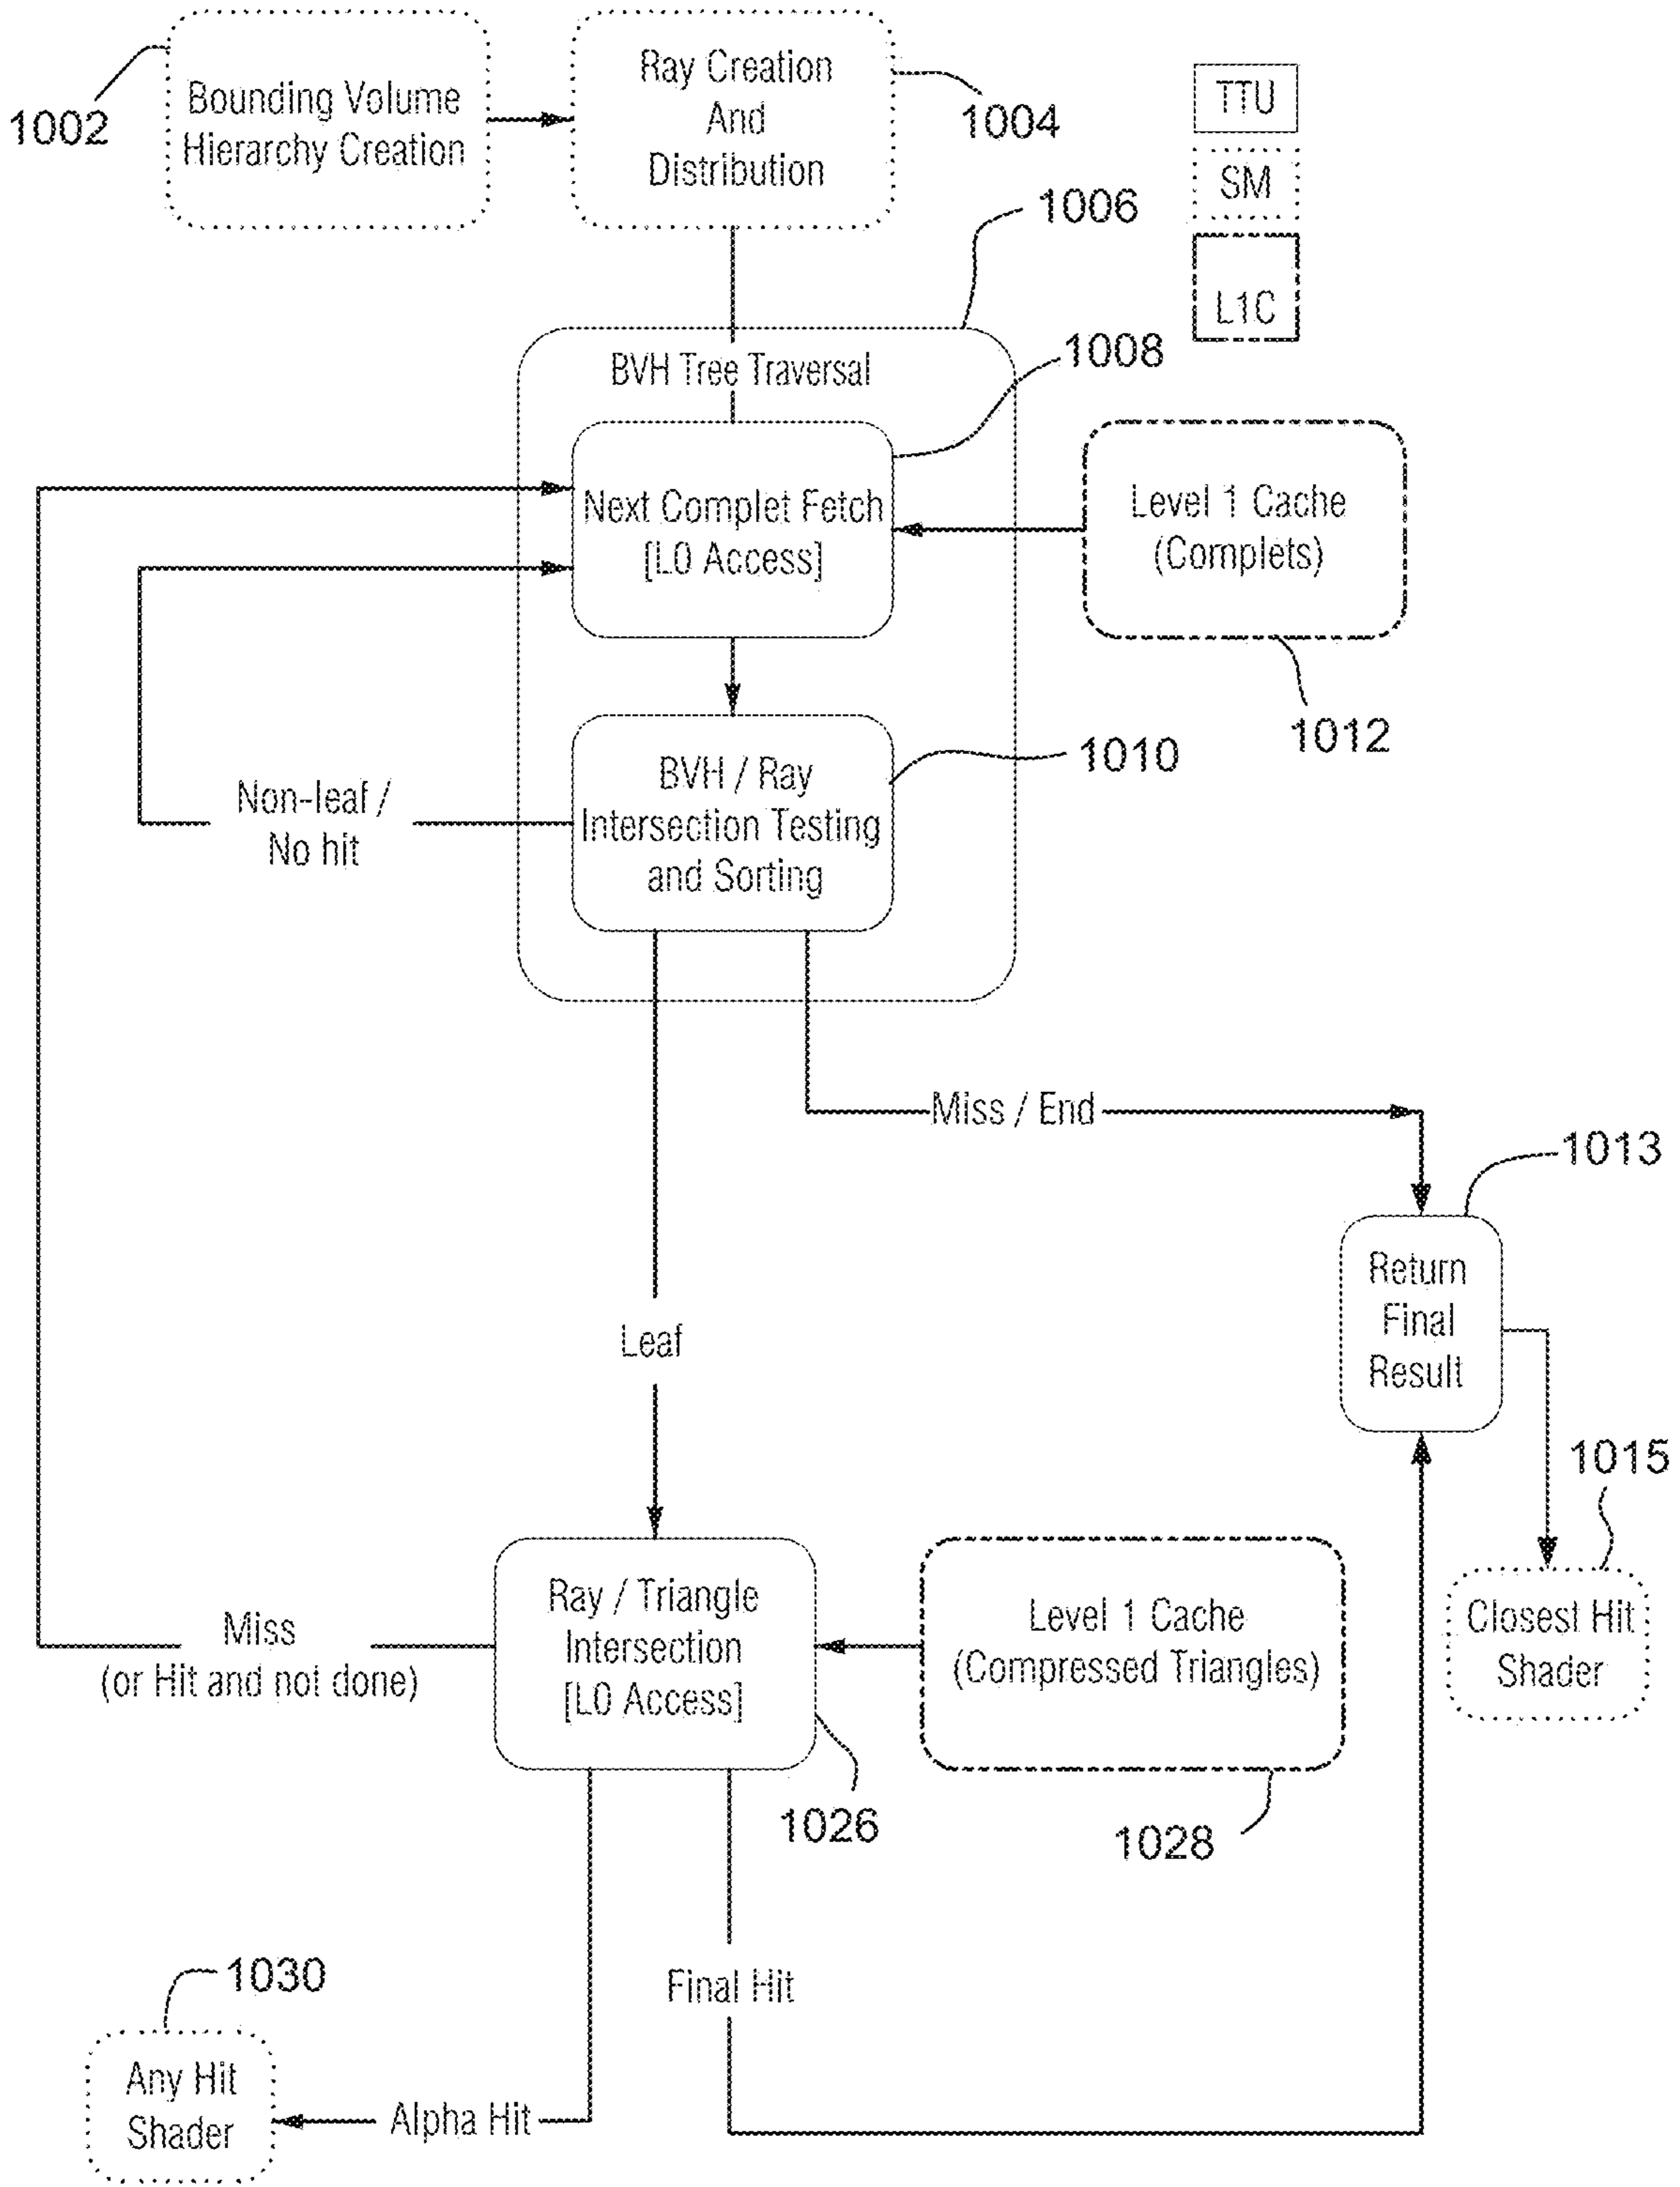 1002
Bounding Volume
Hierarchy Creation
Ray Creation
And
Distribution
1004
TTU
SM
L1C
1006
BVH Tree Traversal
1008
Next Complet Fetch
[L0 Access]
Level 1 Cache
(Complets)
1012
BVH / Ray
Intersection Testing
and Sorting
1010
Non-leaf /
No hit
Miss / End
1013
Return
Final
Result
Leaf
1015
Closest Hit
Shader
Ray / Triangle
Intersection
[L0 Access]
1026
Level 1 Cache
(Compressed Triangles)
1028
Miss
(or Hit and not done)
Final Hit
1030
Any Hit
Shader
Alpha Hit